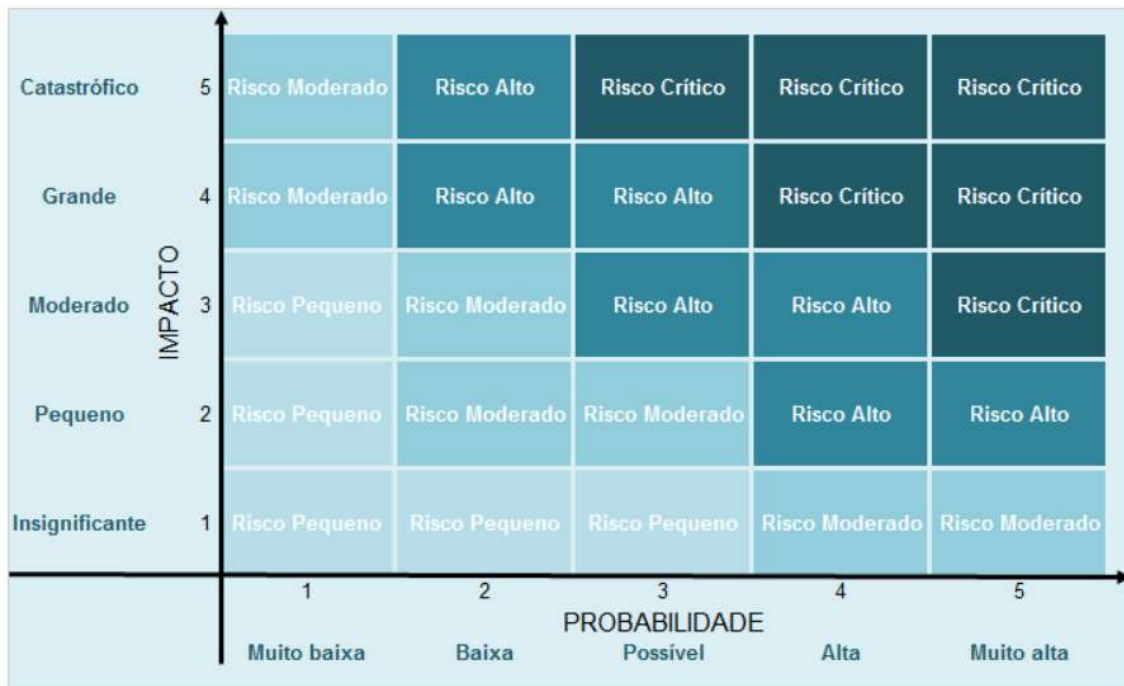 Catastrófico 5 Risco Moderado Risco Alto Risco Crítico Risco Crítico Risco Crítico
Grande 4 Risco Moderado Risco Alto Risco Alto Risco Crítico Risco Crítico
IMPACTO
Moderado 3 Risco Pequeno Risco Moderado Risco Alto Risco Alto Risco Crítico
Pequeno 2 Risco Pequeno Risco Moderado Risco Moderado Risco Alto Risco Alto
Insignificante 1 Risco Pequeno Risco Pequeno Risco Pequeno Risco Moderado Risco Moderado
1 2 3 4 5
PROBABILIDADE
Muito baixa Baixa Possível Alta Muito alta